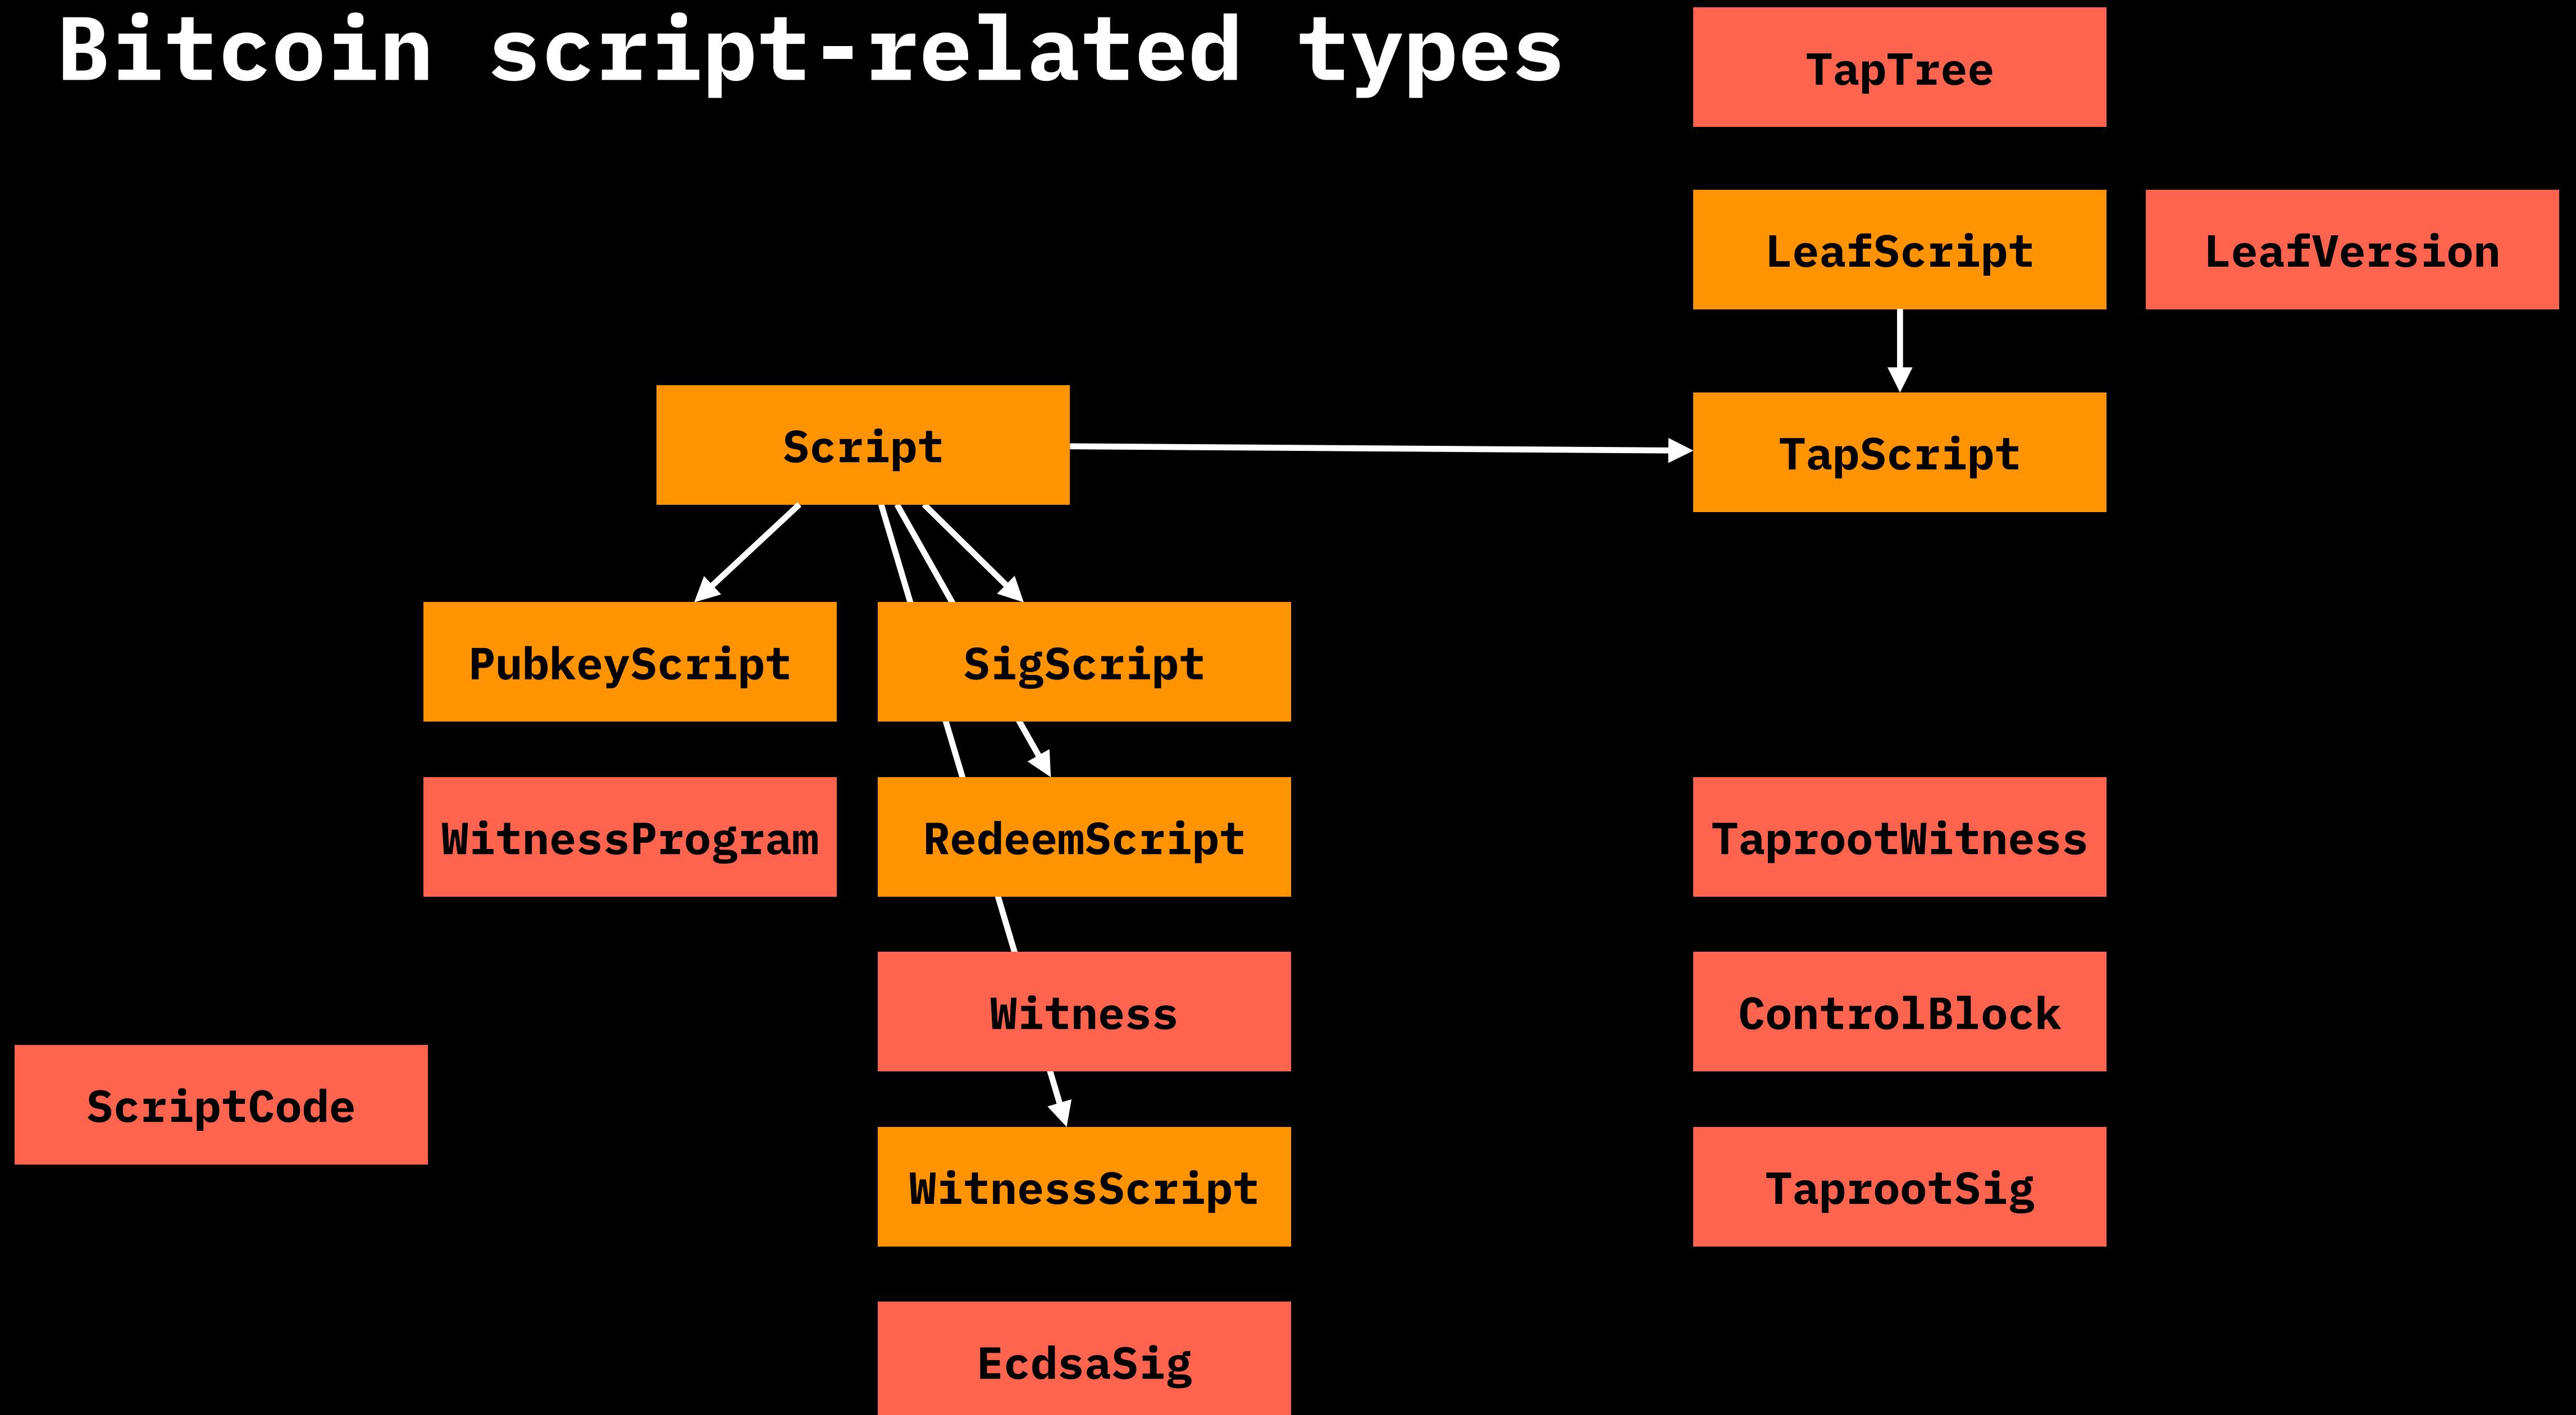 Bitcoin script-related types
TapTree
LeafScript
LeafVersion
Script
TapScript
PubkeyScript
SigScript
WitnessProgram
RedeemScript
TaprootWitness
Witness
ControlBlock
ScriptCode
WitnessScript
TaprootSig
EcdsaSig